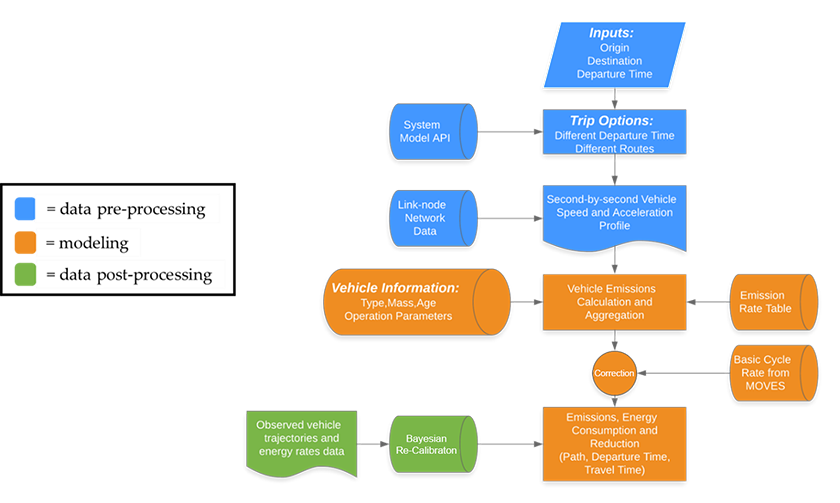 Inputs:
Origin
Destination
Departure Time
System
Model API
Trip Options:
Different Departure Time
Different Routes
= data pre-processing
= modeling
= data post-processing
Link-node
Network
Data
Second-by-second Vehicle
Speed and Acceleration
Profile
Vehicle Information:
Type,Mass,Age
Operation Parameters
Vehicle Emissions
Calculation and
Aggregation
Emission
Rate Table
Correction
Basic Cycle
Rate from
MOVES
Observed vehicle
trajectories and
energy rates data
Bayesian
Re-Calibraton
Emissions, Energy
Consumption and
Reduction
(Path, Departure Time,
Travel Time)